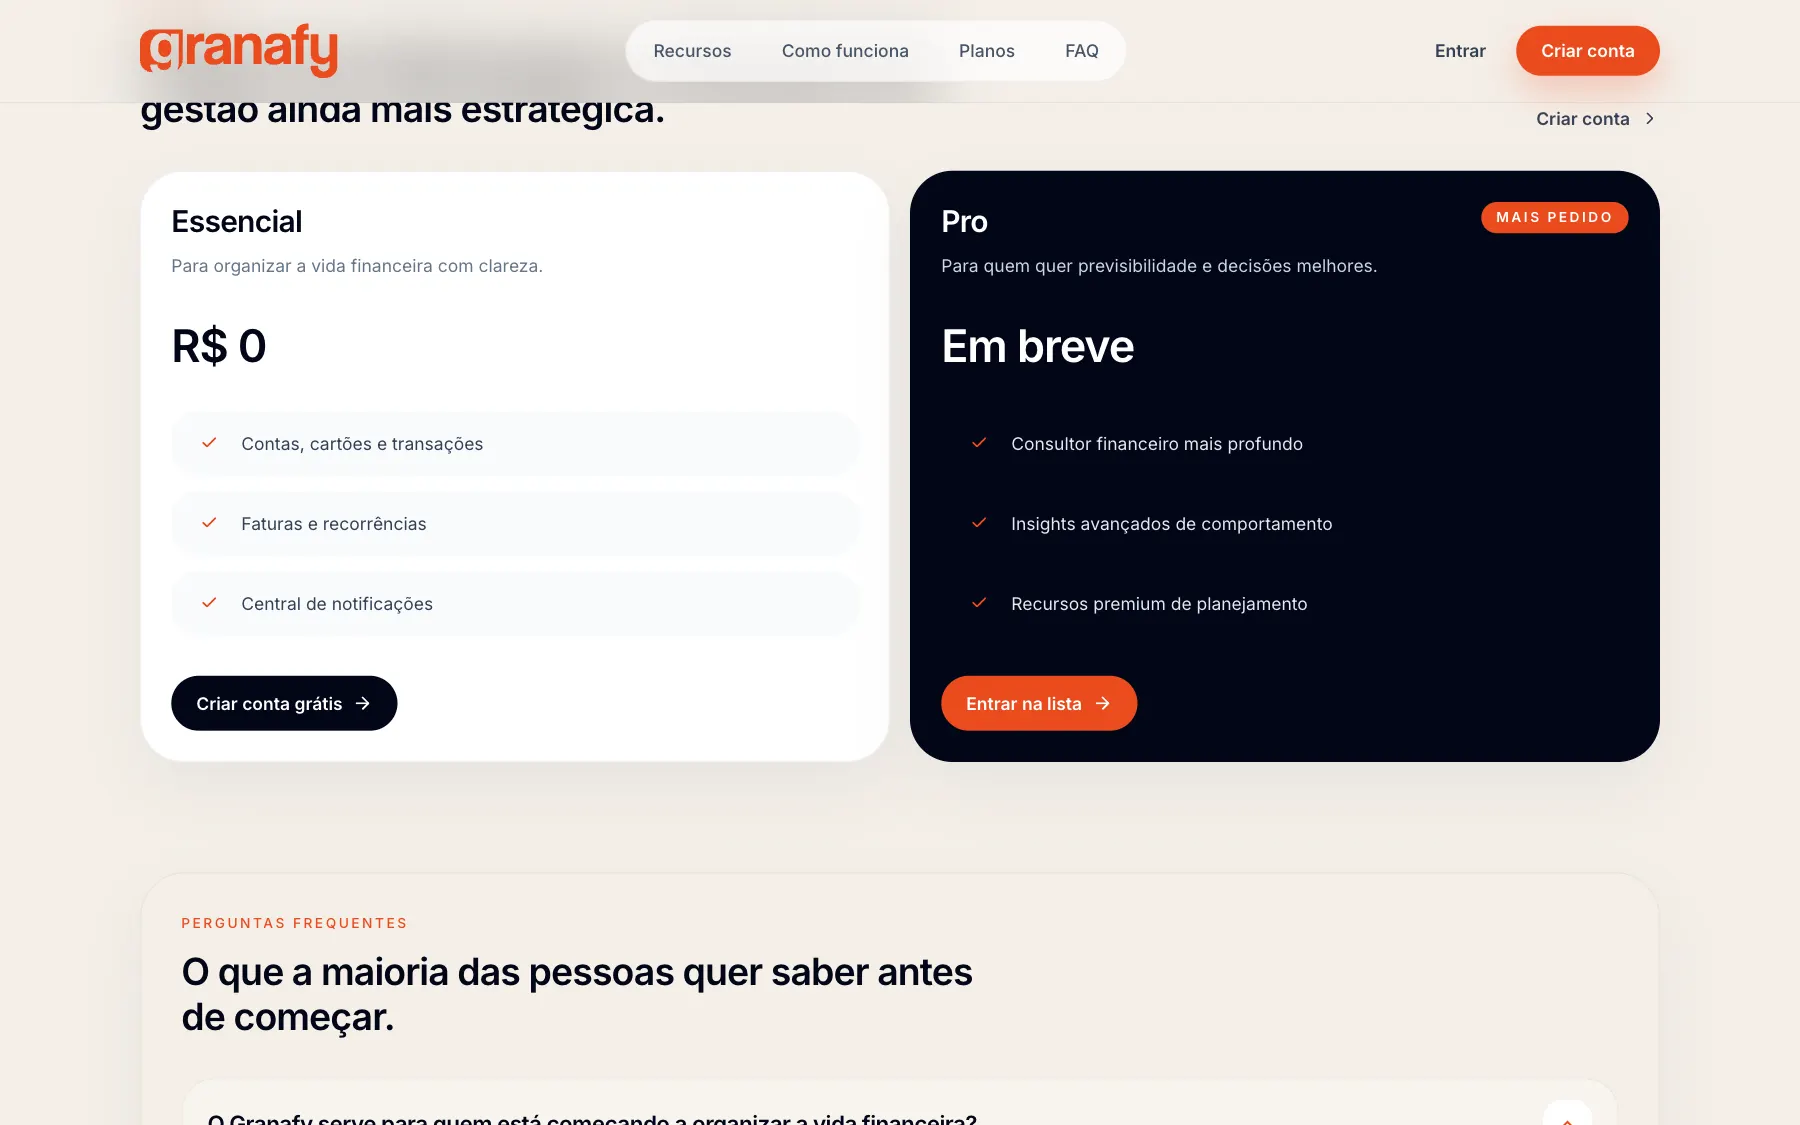 granafy
Recursos
Como funciona
Planos
FAQ
Entrar
Criar conta
gestão ainda mais estratégica.
Criar conta
Essencial
Para organizar a vida financeira com clareza.
R$ 0
Contas, cartões e transações
Faturas e recorrências
Central de notificações
Criar conta grátis
Pro
MAIS PEDIDO
Para quem quer previsibilidade e decisões melhores.
Em breve
Consultor financeiro mais profundo
Insights avançados de comportamento
Recursos premium de planejamento
Entrar na lista
PERGUNTAS FREQUENTES
O que a maioria das pessoas quer saber antes
de começar.
O Granafy serve para quem está começando a organizar a vida financeira?